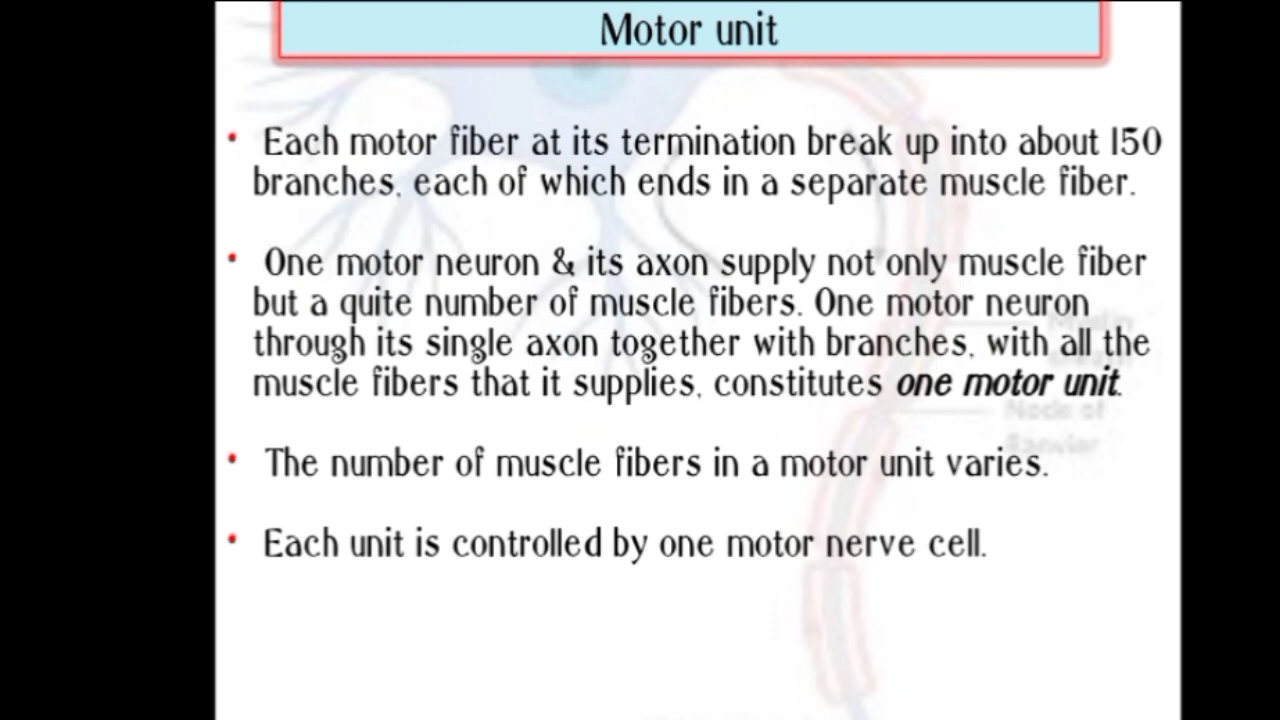 Motor unit
• Each motor fiber at its termination break up into about 150
branches, each of which ends in a separate muscle fiber.
• One motor neuron & its axon supply not only muscle fiber
but a quite number of muscle fibers. One motor neuron
through its single axon together with branches, with all the
muscle fibers that it supplies, constitutes one motor unit.
• The number of muscle fibers in a motor unit varies.
• Each unit is controlled by one motor nerve cell.
Node of
Ranvier